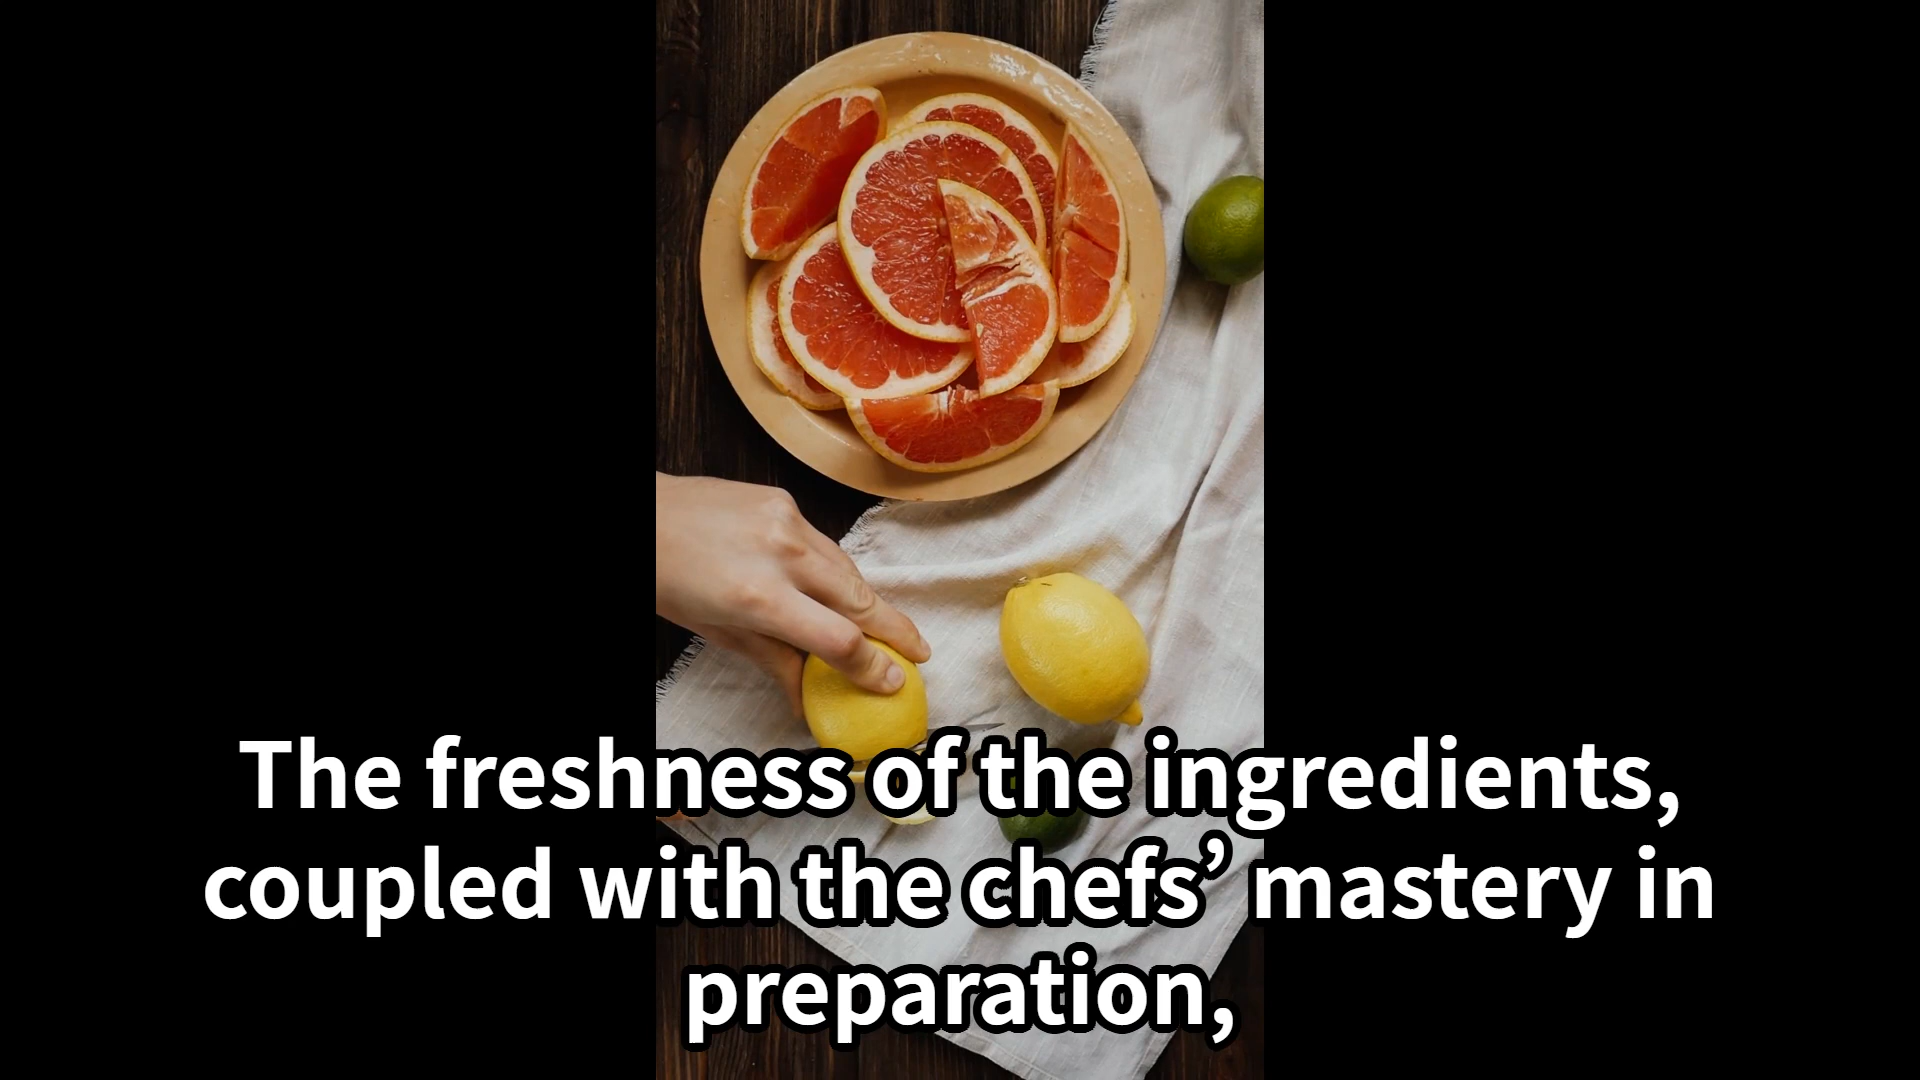 The freshness of the ingredients,
coupled with the chefs’ mastery in
preparation,